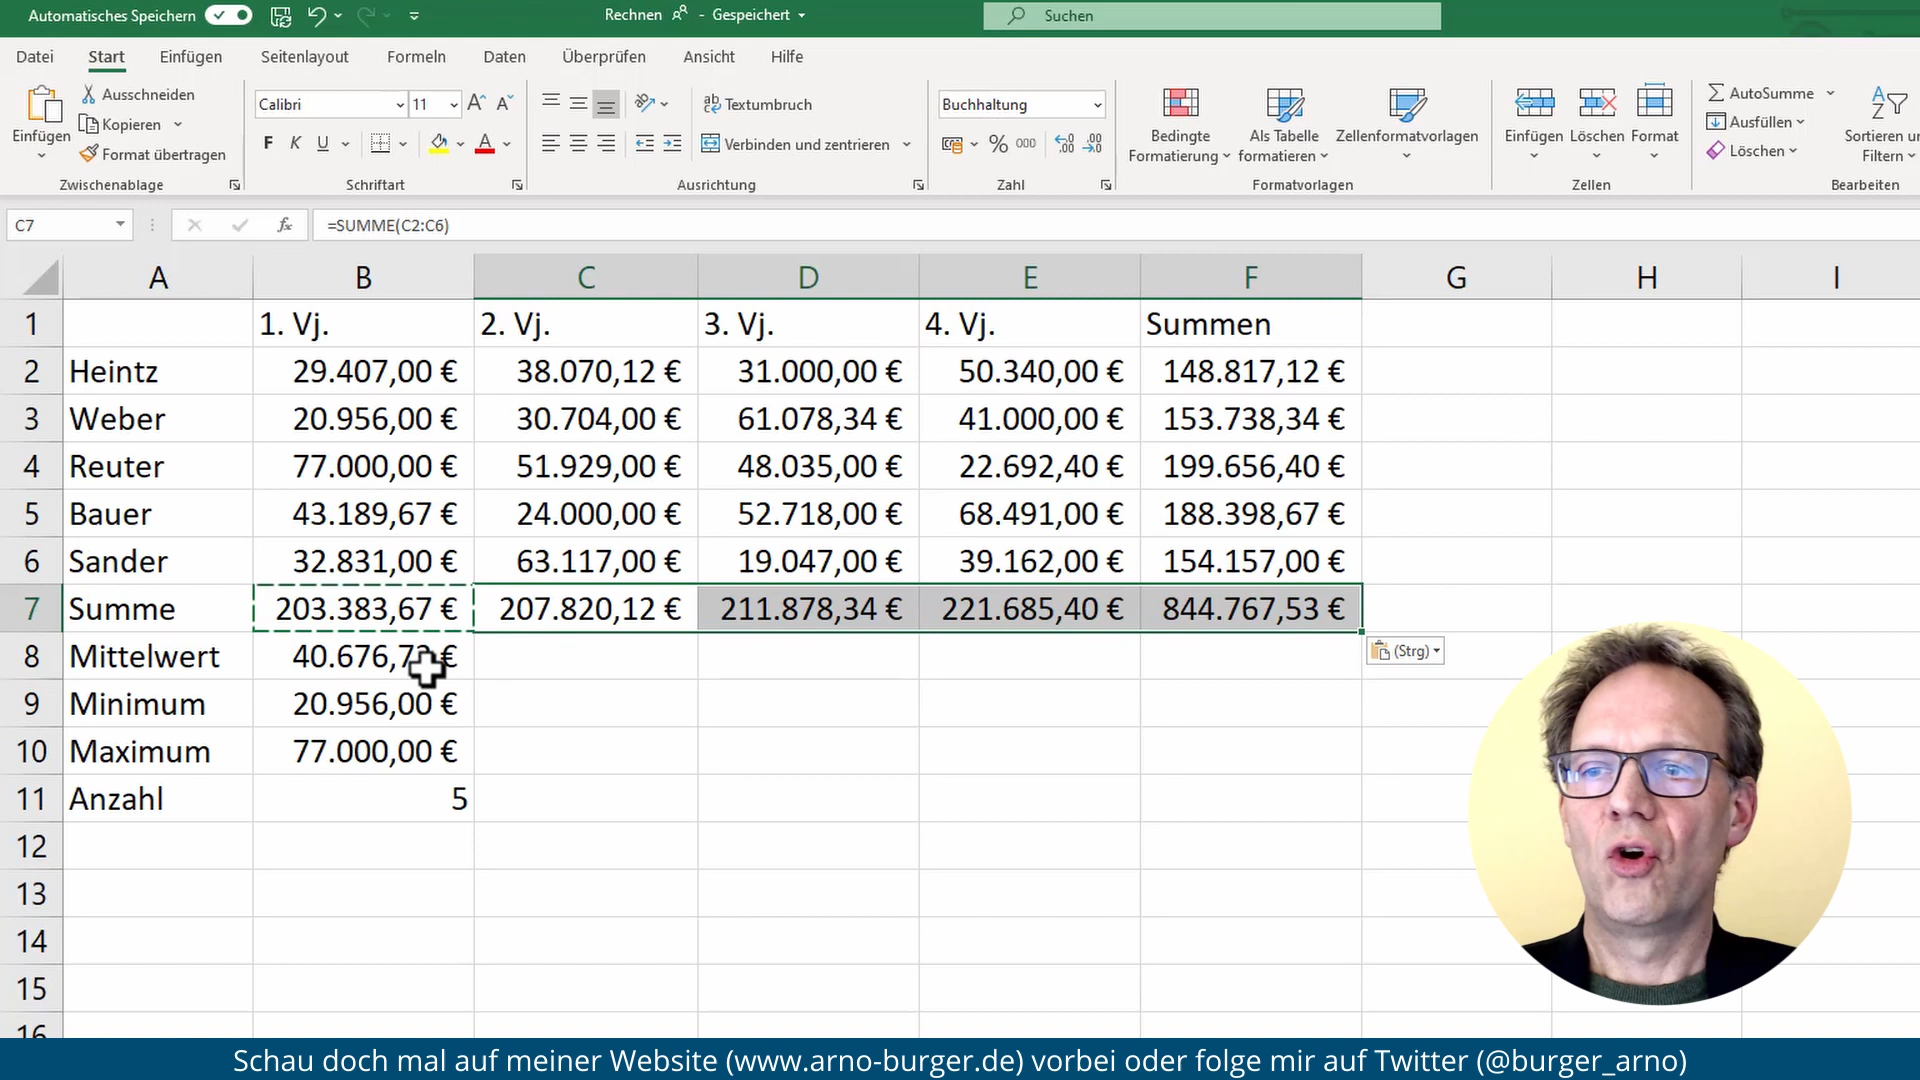 Automatisches Speichern
Rechnen - Gespeichert
Suchen
Datei Start Einfügen Seitenlayout Formeln Daten Überprüfen Ansicht Hilfe
Einfügen
Ausschneiden
Kopieren
Format übertragen
Zwischenablage
Calibri 11
F K U
Schriftart
Textumbruch
Verbinden und zentrieren
Ausrichtung
Buchhaltung
% 000
Zahl
Bedingte Formatierung
Als Tabelle formatieren
Zellenformatvorlagen
Formatvorlagen
Einfügen Löschen Format
Zellen
AutoSumme
Ausfüllen
Löschen
Sortieren
Filtern
Bearbeiten
C7 fx =SUMME(C2:C6)
A B C D E F G H I
1 1. Vj. 2. Vj. 3. Vj. 4. Vj. Summen
2 Heintz 29.407,00 € 38.070,12 € 31.000,00 € 50.340,00 € 148.817,12 €
3 Weber 20.956,00 € 30.704,00 € 61.078,34 € 41.000,00 € 153.738,34 €
4 Reuter 77.000,00 € 51.929,00 € 48.035,00 € 22.692,40 € 199.656,40 €
5 Bauer 43.189,67 € 24.000,00 € 52.718,00 € 68.491,00 € 188.398,67 €
6 Sander 32.831,00 € 63.117,00 € 19.047,00 € 39.162,00 € 154.157,00 €
7 Summe 203.383,67 € 207.820,12 € 211.878,34 € 221.685,40 € 844.767,53 €
8 Mittelwert €
(Strg)
9 Minimum 20.956,00 €
10 Maximum 77.000,00 €
11 Anzahl 5
12
13
14
15
16
Schau doch mal auf meiner Website (www.arno-burger.de) vorbei oder folge mir auf Twitter (@burger_arno)